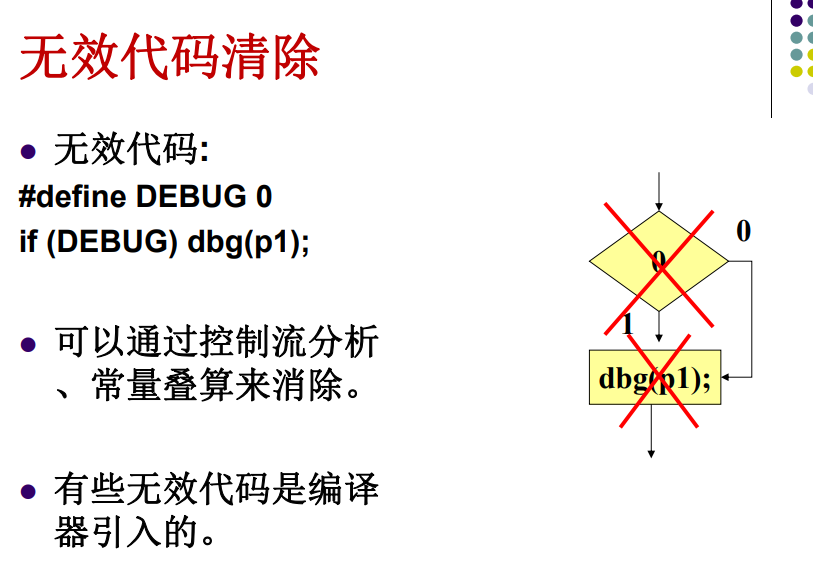 无效代码清除
无效代码:
#define DEBUG 0
if (DEBUG) dbg(p1);
可以通过控制流分析
、常量叠算来消除。
有些无效代码是编译
器引入的。
0
0
1
dbg(p1);